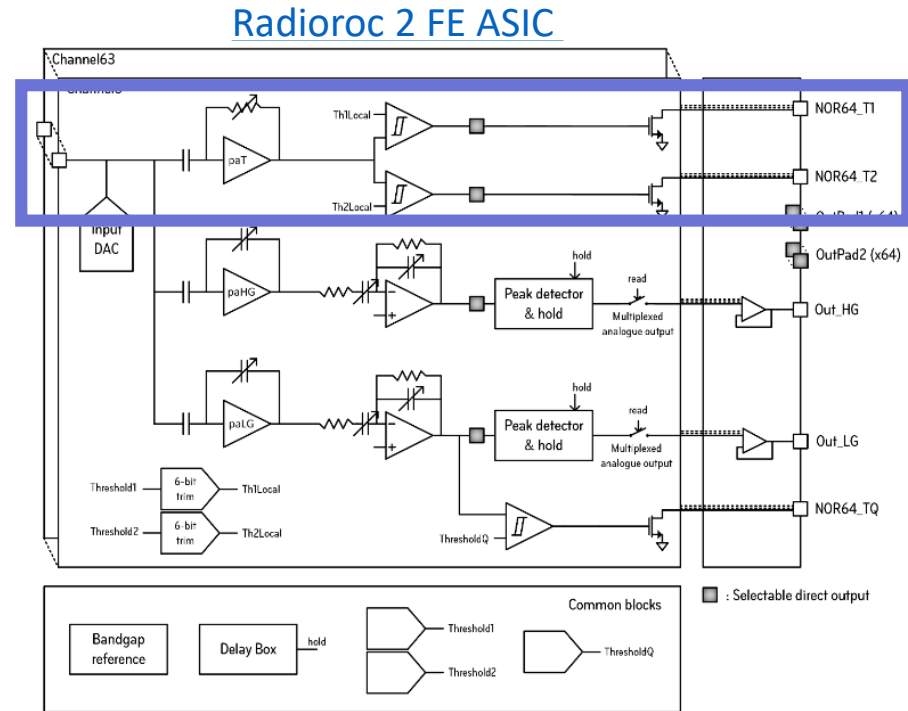 Radioroc 2 FE ASIC
Channel63
Th1Local
NOR64_T1
paT
NOR64_T2
Th2Local
Input
DAC
OutPad2 (x64)
hold
paHG
Peak detector
& hold
read
Multiplexed
analogue output
Out_HG
hold
paLG
Peak detector
& hold
read
Multiplexed
analogue output
Out_LG
Threshold1
6-bit
trim
Th1Local
NOR64_TQ
Threshold2
6-bit
trim
Th2Local
ThresholdQ
: Selectable direct output
Common blocks
Bandgap
reference
Delay Box
hold
Threshold1
Threshold2
ThresholdQ